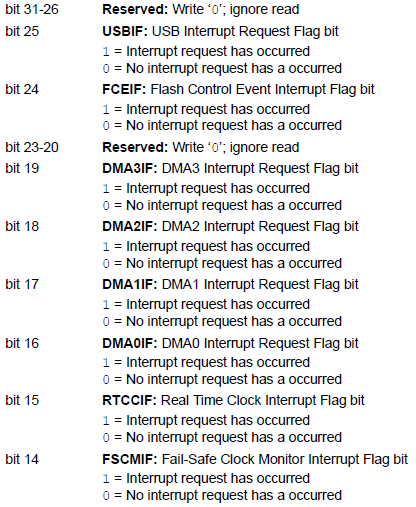 bit 31-26 Reserved: Write ‘0’; ignore read
bit 25 USBIF: USB Interrupt Request Flag bit
1 = Interrupt request has occurred
0 = No interrupt request has a occurred
bit 24 FCEIF: Flash Control Event Interrupt Flag bit
1 = Interrupt request has occurred
0 = No interrupt request has a occurred
bit 23-20 Reserved: Write ‘0’; ignore read
bit 19 DMA3IF: DMA3 Interrupt Request Flag bit
1 = Interrupt request has occurred
0 = No interrupt request has a occurred
bit 18 DMA2IF: DMA2 Interrupt Request Flag bit
1 = Interrupt request has occurred
0 = No interrupt request has a occurred
bit 17 DMA1IF: DMA1 Interrupt Request Flag bit
1 = Interrupt request has occurred
0 = No interrupt request has a occurred
bit 16 DMA0IF: DMA0 Interrupt Request Flag bit
1 = Interrupt request has occurred
0 = No interrupt request has a occurred
bit 15 RTCCIF: Real Time Clock Interrupt Flag bit
1 = Interrupt request has occurred
0 = No interrupt request has a occurred
bit 14 FSCMIF: Fail-Safe Clock Monitor Interrupt Flag bit
1 = Interrupt request has occurred
0 = No interrupt request has a occurred